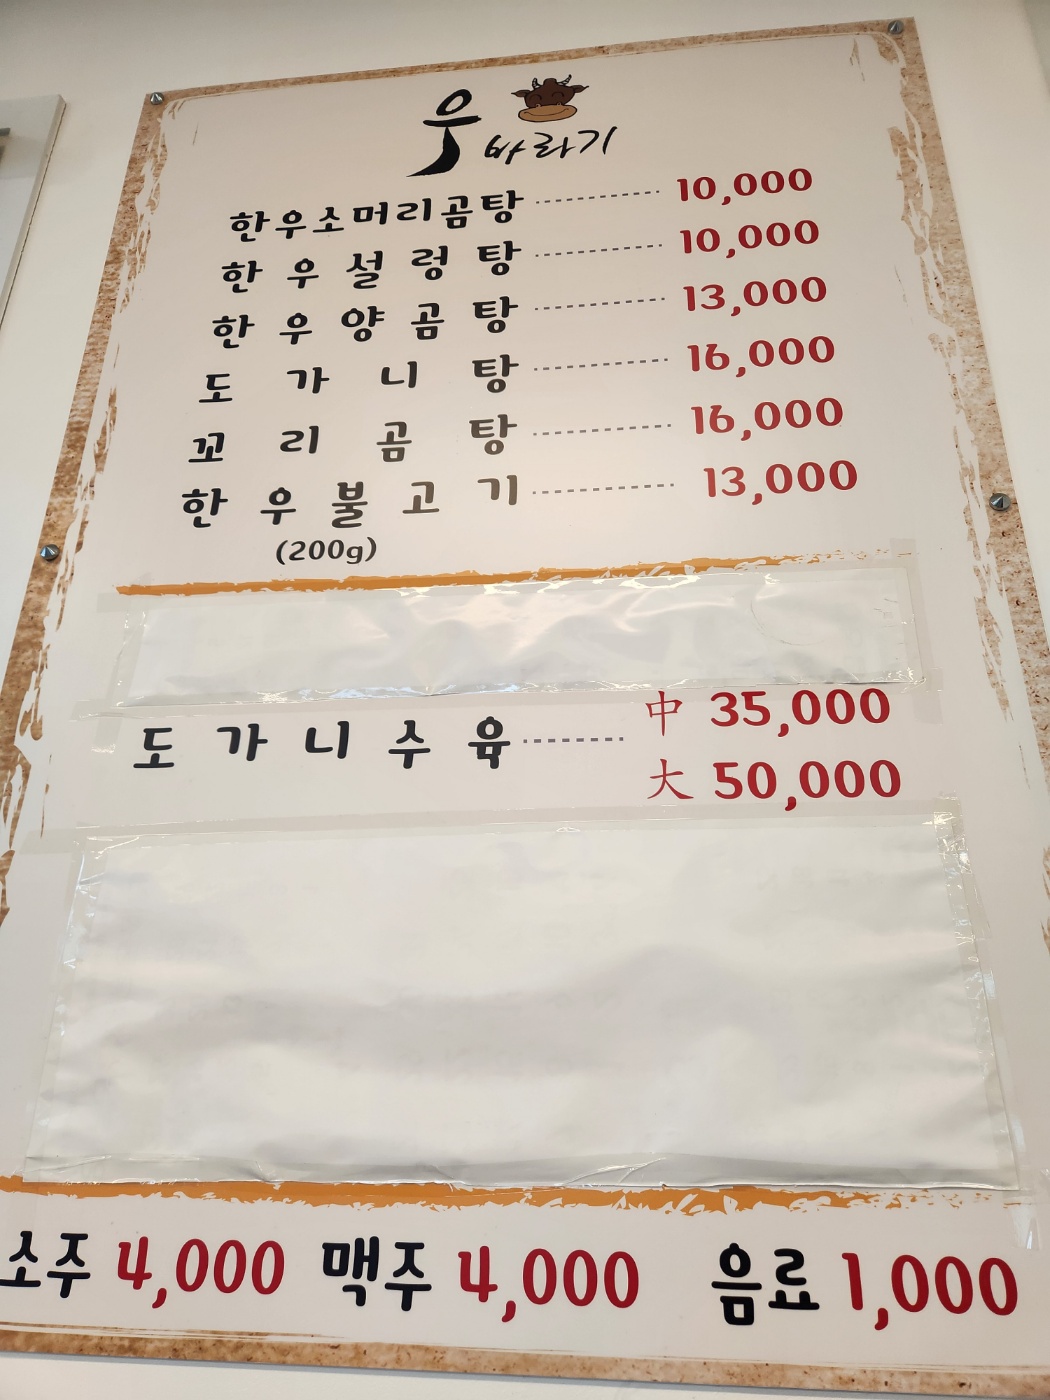 웃바라기
한우소머리곰탕 10,000
한우설렁탕 10,000
한우양곰탕 13,000
도가니탕 16,000
꼬리곰탕 16,000
한우불고기 13,000
(200g)
도가니수육 中 35,000
大 50,000
소주 4,000 맥주 4,000 음료 1,000